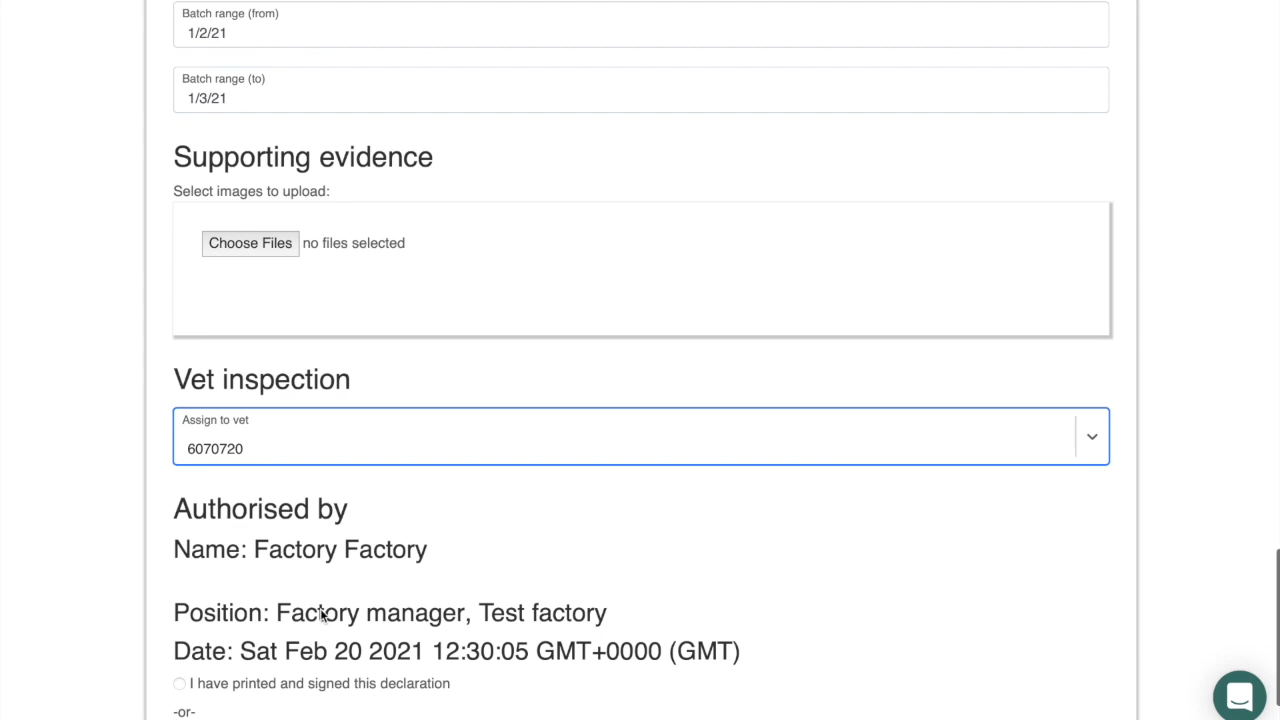 Batch range (from)
1/2/21
Batch range (to)
1/3/21
Supporting evidence
Select images to upload:
Choose Files no files selected
Vet inspection
Assign to vet
6070720
Authorised by
Name: Factory Factory
Position: Factory manager, Test factory
Date: Sat Feb 20 2021 12:30:05 GMT+0000 (GMT)
I have printed and signed this declaration
-or-